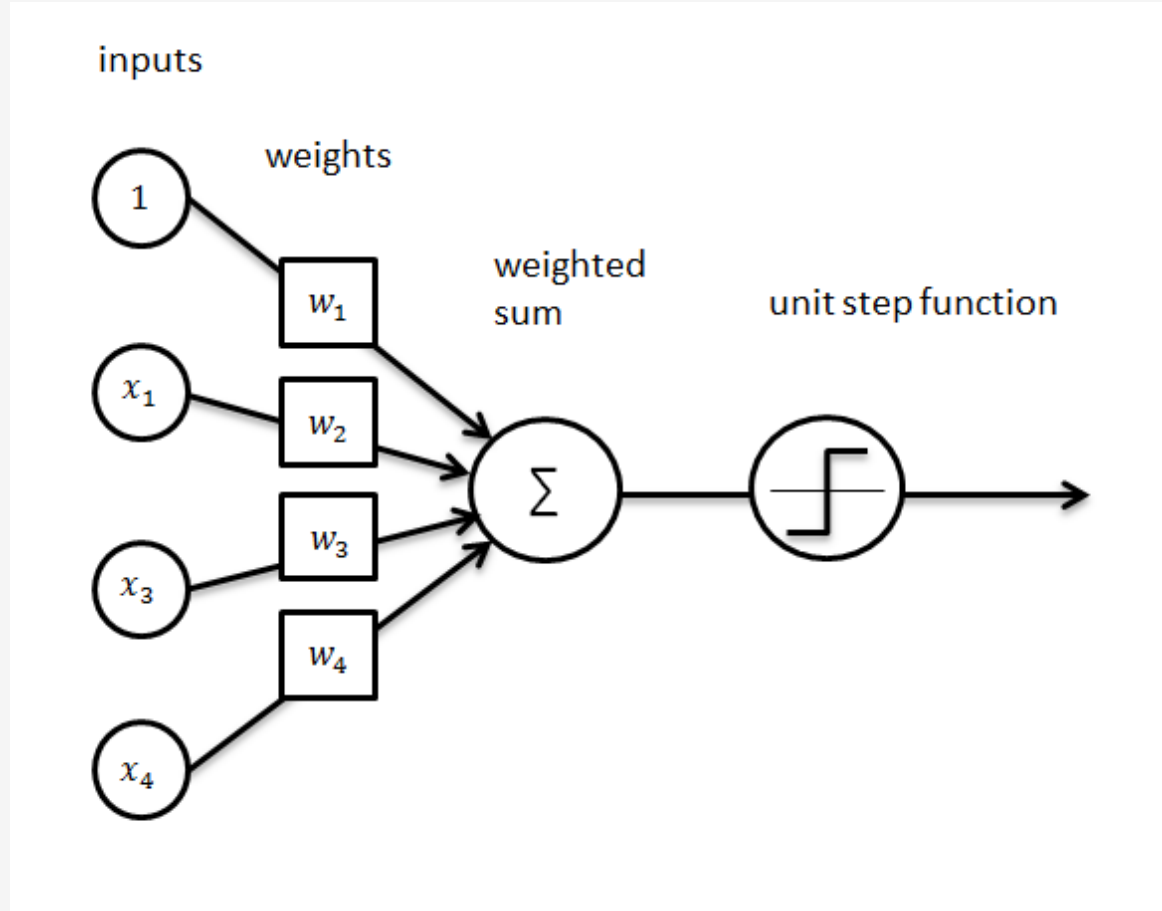 inputs
weights
1
w₁
weighted
sum
unit step function
x₁
w₂
∑
x₃
w₃
x₄
w₄